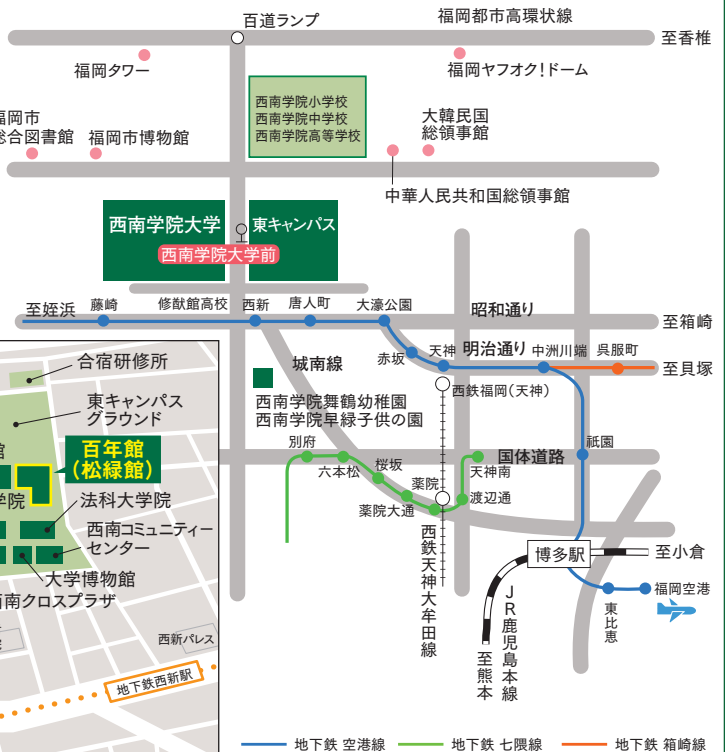 百道ランプ
福岡都市高環状線
至香椎
福岡タワー
福岡ヤフオク!ドーム
西南学院小学校
西南学院中学校
西南学院高等学校
大韓民国
総領事館
岡市
合図書館
福岡市博物館
中華人民共和国総領事館
西南学院大学
東キャンパス
西南学院大学前
至姪浜
藤崎
修猷館高校
西新
唐人町
大濠公園
昭和通り
至箱崎
赤坂
天神
明治通り
中洲川端
呉服町
至貝塚
城南線
西鉄福岡(天神)
西南学院舞鶴幼稚園
西南学院早緑子供の園
別府
六本松
桜坂
薬院
薬院大通
渡辺通
天神南
国体道路
祇園
西鉄天神大牟田線
博多駅
至小倉
福岡空港
東比恵
JR鹿児島本線
至熊本
合宿研修所
東キャンパス
グラウンド
館
百年館
(松緑館)
学院
法科大学院
西南コミュニティー
センター
大学博物館
南クロスプラザ
西新パレス
地下鉄西新駅
地下鉄 空港線
地下鉄 七隈線
地下鉄 箱崎線